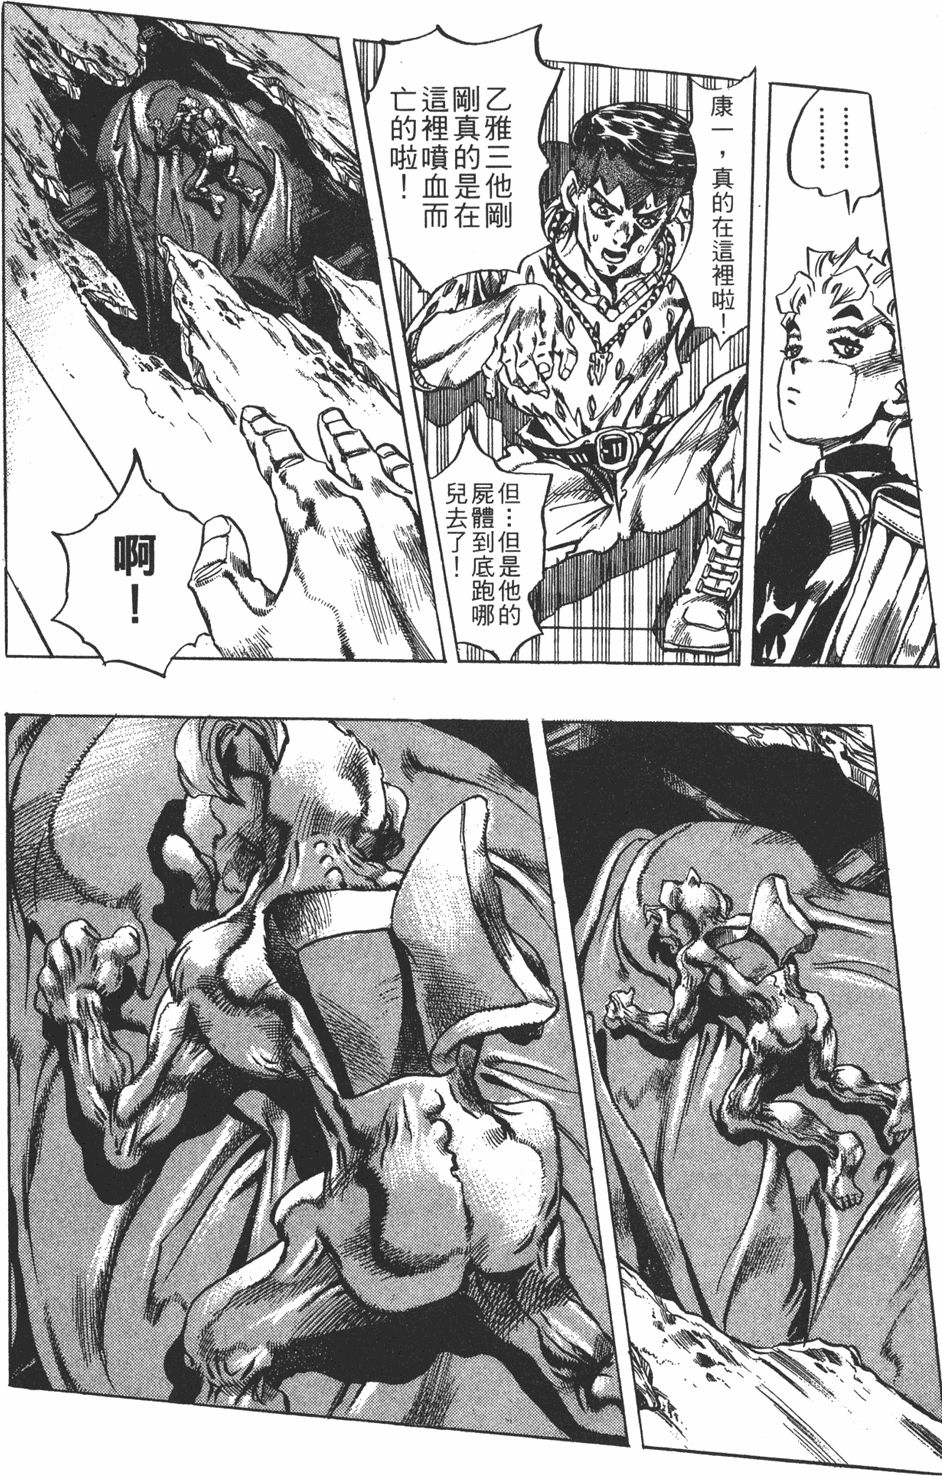 ………
………
康一，真的在這裡啦！
乙雅三他剛
剛真的是在
這裡噴血而
亡的啦！
但…但是他的
屍體到底跑哪
兒去了！
啊！